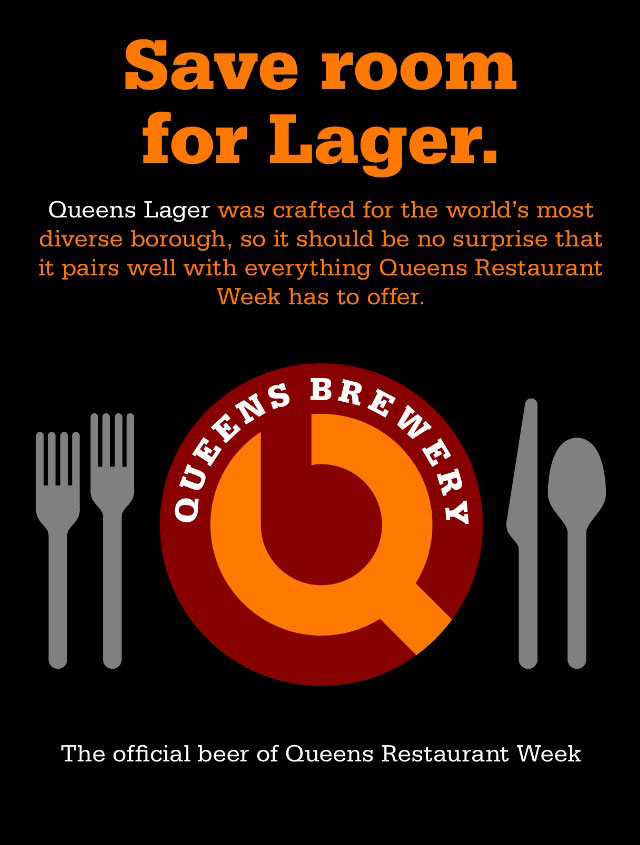 Save room
for Lager.
Queens Lager was crafted for the world's most
diverse borough, so it should be no surprise that
it pairs well with everything Queens Restaurant
Week has to offer.
QUEENS BREWERY
The official beer of Queens Restaurant Week